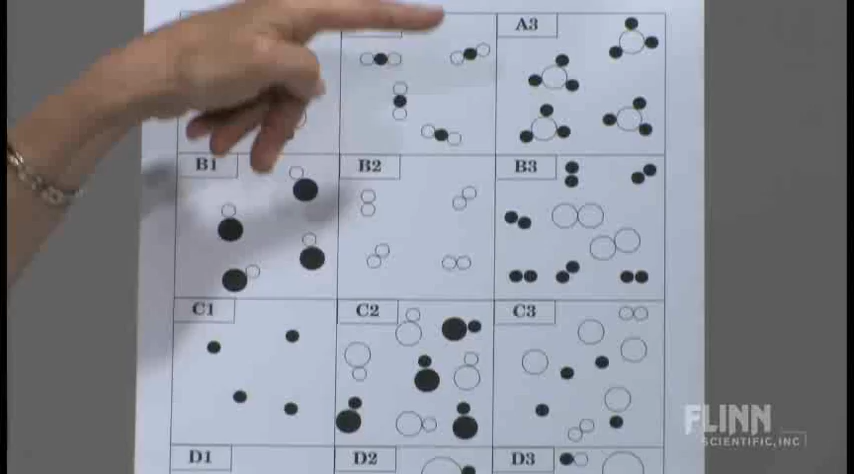 A3
B1
B2
B3
C1
C2
C3
D1
D2
D3
FLINN
SCIENTIFIC, INC